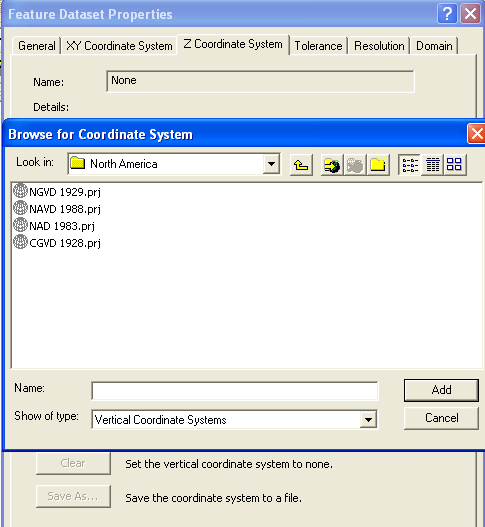 Feature Dataset Properties
General XY Coordinate System Z Coordinate System Tolerance Resolution Domain
Name: None
Details:
Browse for Coordinate System
Look in: North America
NGVD 1929.prj
NAVD 1988.prj
NAD 1983.prj
CGVD 1928.prj
Name: Add
Show of type: Vertical Coordinate Systems Cancel
Clear Set the vertical coordinate system to none.
Save As... Save the coordinate system to a file.